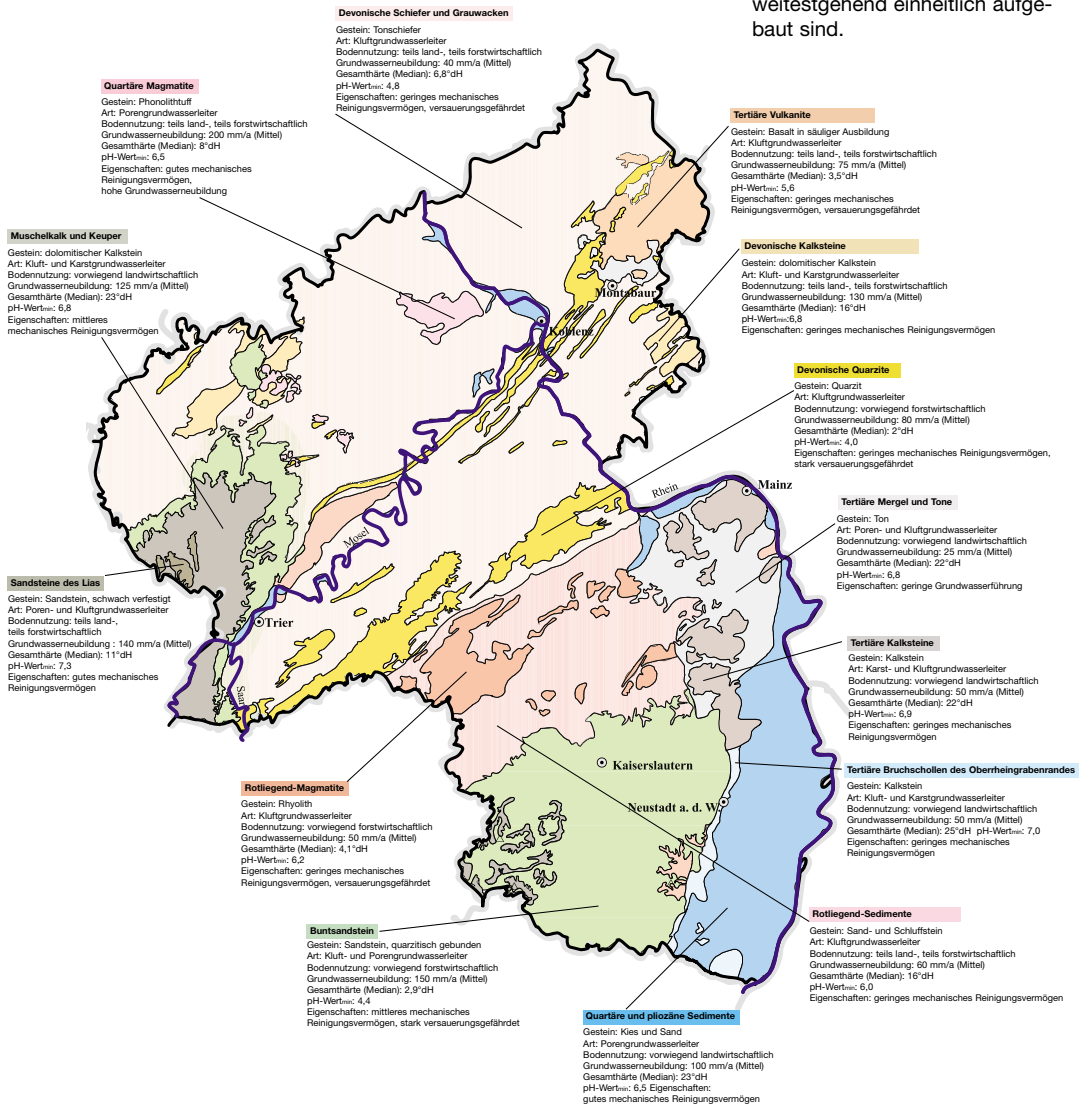 weitestgehend einheitlich aufge-
baut sind.
Devonische Schiefer und Grauwacken
Gestein: Tonschiefer
Art: Kluftgrundwasserleiter
Bodennutzung: teils land-, teils forstwirtschaftlich
Grundwasserneubildung: 40 mm/a (Mittel)
Gesamthärte (Median): 6,8°dH
pH-Wertmin: 4,8
Eigenschaften: geringes mechanisches
Reinigungsvermögen, versauerungsgefährdet
Quartäre Magmatite
Gestein: Phonolithtuff
Art: Porengrundwasserleiter
Bodennutzung: teils land-, teils forstwirtschaftlich
Grundwasserneubildung: 200 mm/a (Mittel)
Gesamthärte (Median): 8°dH
pH-Wertmin: 6,5
Eigenschaften: gutes mechanisches
Reinigungsvermögen,
hohe Grundwasserneubildung
Tertiäre Vulkanite
Gestein: Basalt in säuliger Ausbildung
Art: Kluftgrundwasserleiter
Bodennutzung: teils land-, teils forstwirtschaftlich
Grundwasserneubildung: 75 mm/a (Mittel)
Gesamthärte (Median): 3,5°dH
pH-Wertmin: 5,6
Eigenschaften: geringes mechanisches
Reinigungsvermögen, versauerungsgefährdet
Muschelkalk und Keuper
Gestein: dolomitischer Kalkstein
Art: Kluft- und Karstgrundwasserleiter
Bodennutzung: vorwiegend landwirtschaftlich
Grundwasserneubildung: 125 mm/a (Mittel)
Gesamthärte (Median): 23°dH
pH-Wertmin: 6,8
Eigenschaften: mittleres
mechanisches Reinigungsvermögen
Devonische Kalksteine
Gestein: dolomitischer Kalkstein
Art: Kluft- und Karstgrundwasserleiter
Bodennutzung: teils land-, teils forstwirtschaftlich
Grundwasserneubildung: 130 mm/a (Mittel)
Gesamthärte (Median): 16°dH
pH-Wertmin:6,8
Eigenschaften: geringes mechanisches Reinigungsvermögen
Montabaur
Koblenz
Devonische Quarzite
Gestein: Quarzit
Art: Kluftgrundwasserleiter
Bodennutzung: vorwiegend forstwirtschaftlich
Grundwasserneubildung: 80 mm/a (Mittel)
Gesamthärte (Median): 2°dH
pH-Wertmin: 4,0
Eigenschaften: geringes mechanisches Reinigungsvermögen,
stark versauerungsgefährdet
Rhein
Mainz
Mosel
Tertiäre Mergel und Tone
Gestein: Ton
Art: Poren- und Kluftgrundwasserleiter
Bodennutzung: vorwiegend landwirtschaftlich
Grundwasserneubildung: 25 mm/a (Mittel)
Gesamthärte (Median): 22°dH
pH-Wertmin: 6,8
Eigenschaften: geringe Grundwasserführung
Sandsteine des Lias
Gestein: Sandstein, schwach verfestigt
Art: Poren- und Kluftgrundwasserleiter
Bodennutzung: teils land-,
teils forstwirtschaftlich
Grundwasserneubildung : 140 mm/a (Mittel)
Gesamthärte (Median): 11°dH
pH-Wertmin: 7,3
Eigenschaften: gutes mechanisches
Reinigungsvermögen
Trier
Saar
Tertiäre Kalksteine
Gestein: Kalkstein
Art: Karst- und Kluftgrundwasserleiter
Bodennutzung: vorwiegend landwirtschaftlich
Grundwasserneubildung: 50 mm/a (Mittel)
Gesamthärte (Median): 22°dH
pH-Wertmin: 6,9
Eigenschaften: geringes mechanisches
Reinigungsvermögen
Kaiserslautern
Neustadt a. d. W.
Tertiäre Bruchschollen des Oberrheingrabenrandes
Gestein: Kalkstein
Art: Kluft- und Karstgrundwasserleiter
Bodennutzung: vorwiegend landwirtschaftlich
Grundwasserneubildung: 50 mm/a (Mittel)
Gesamthärte (Median): 25°dH pH-Wertmin: 7,0
Eigenschaften: geringes mechanisches
Reinigungsvermögen
Rotliegend-Magmatite
Gestein: Rhyolith
Art: Kluftgrundwasserleiter
Bodennutzung: vorwiegend forstwirtschaftlich
Grundwasserneubildung: 50 mm/a (Mittel)
Gesamthärte (Median): 4,1°dH
pH-Wertmin: 6,2
Eigenschaften: geringes mechanisches
Reinigungsvermögen, versauerungsgefährdet
Rotliegend-Sedimente
Gestein: Sand- und Schluffstein
Art: Kluftgrundwasserleiter
Bodennutzung: teils land-, teils forstwirtschaftlich
Grundwasserneubildung: 60 mm/a (Mittel)
Gesamthärte (Median): 16°dH
pH-Wertmin: 6,0
Eigenschaften: geringes mechanisches Reinigungsvermögen
Buntsandstein
Gestein: Sandstein, quarzitisch gebunden
Art: Kluft- und Porengrundwasserleiter
Bodennutzung: vorwiegend forstwirtschaftlich
Grundwasserneubildung: 150 mm/a (Mittel)
Gesamthärte (Median): 2,9°dH
pH-Wertmin: 4,4
Eigenschaften: mittleres mechanisches
Reinigungsvermögen, stark versauerungsgefährdet
Quartäre und pliozäne Sedimente
Gestein: Kies und Sand
Art: Porengrundwasserleiter
Bodennutzung: vorwiegend landwirtschaftlich
Grundwasserneubildung: 100 mm/a (Mittel)
Gesamthärte (Median): 23°dH
pH-Wertmin: 6,5 Eigenschaften:
gutes mechanisches Reinigungsvermögen